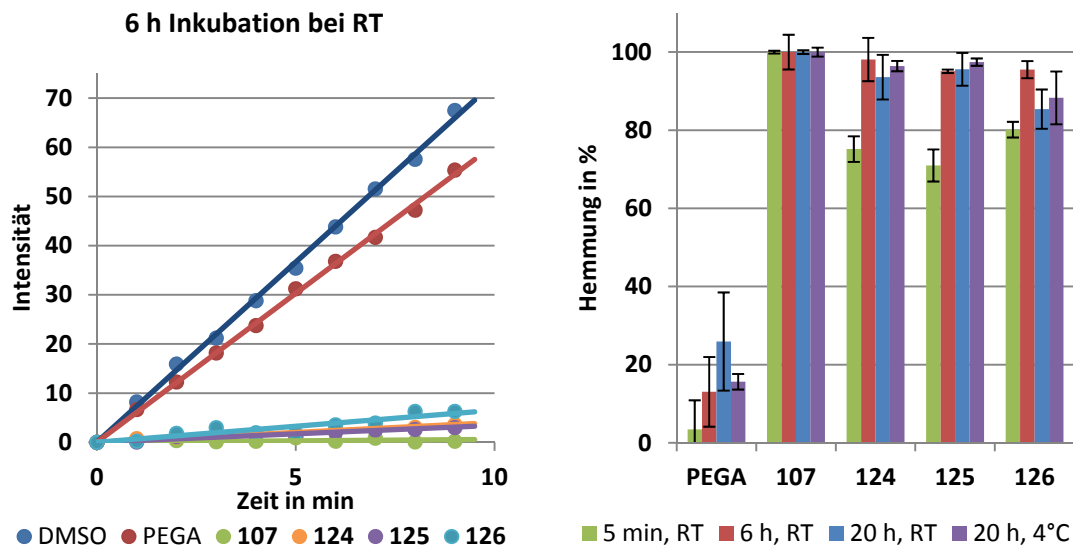 6 h Inkubation bei RT
Intensität
70
60
50
40
30
20
10
0
0 5 10
Zeit in min
DMSO PEGA 107 124 125 126
Hemmung in %
100
80
60
40
20
0
PEGA 107 124 125 126
5 min, RT 6 h, RT 20 h, RT 20 h, 4°C